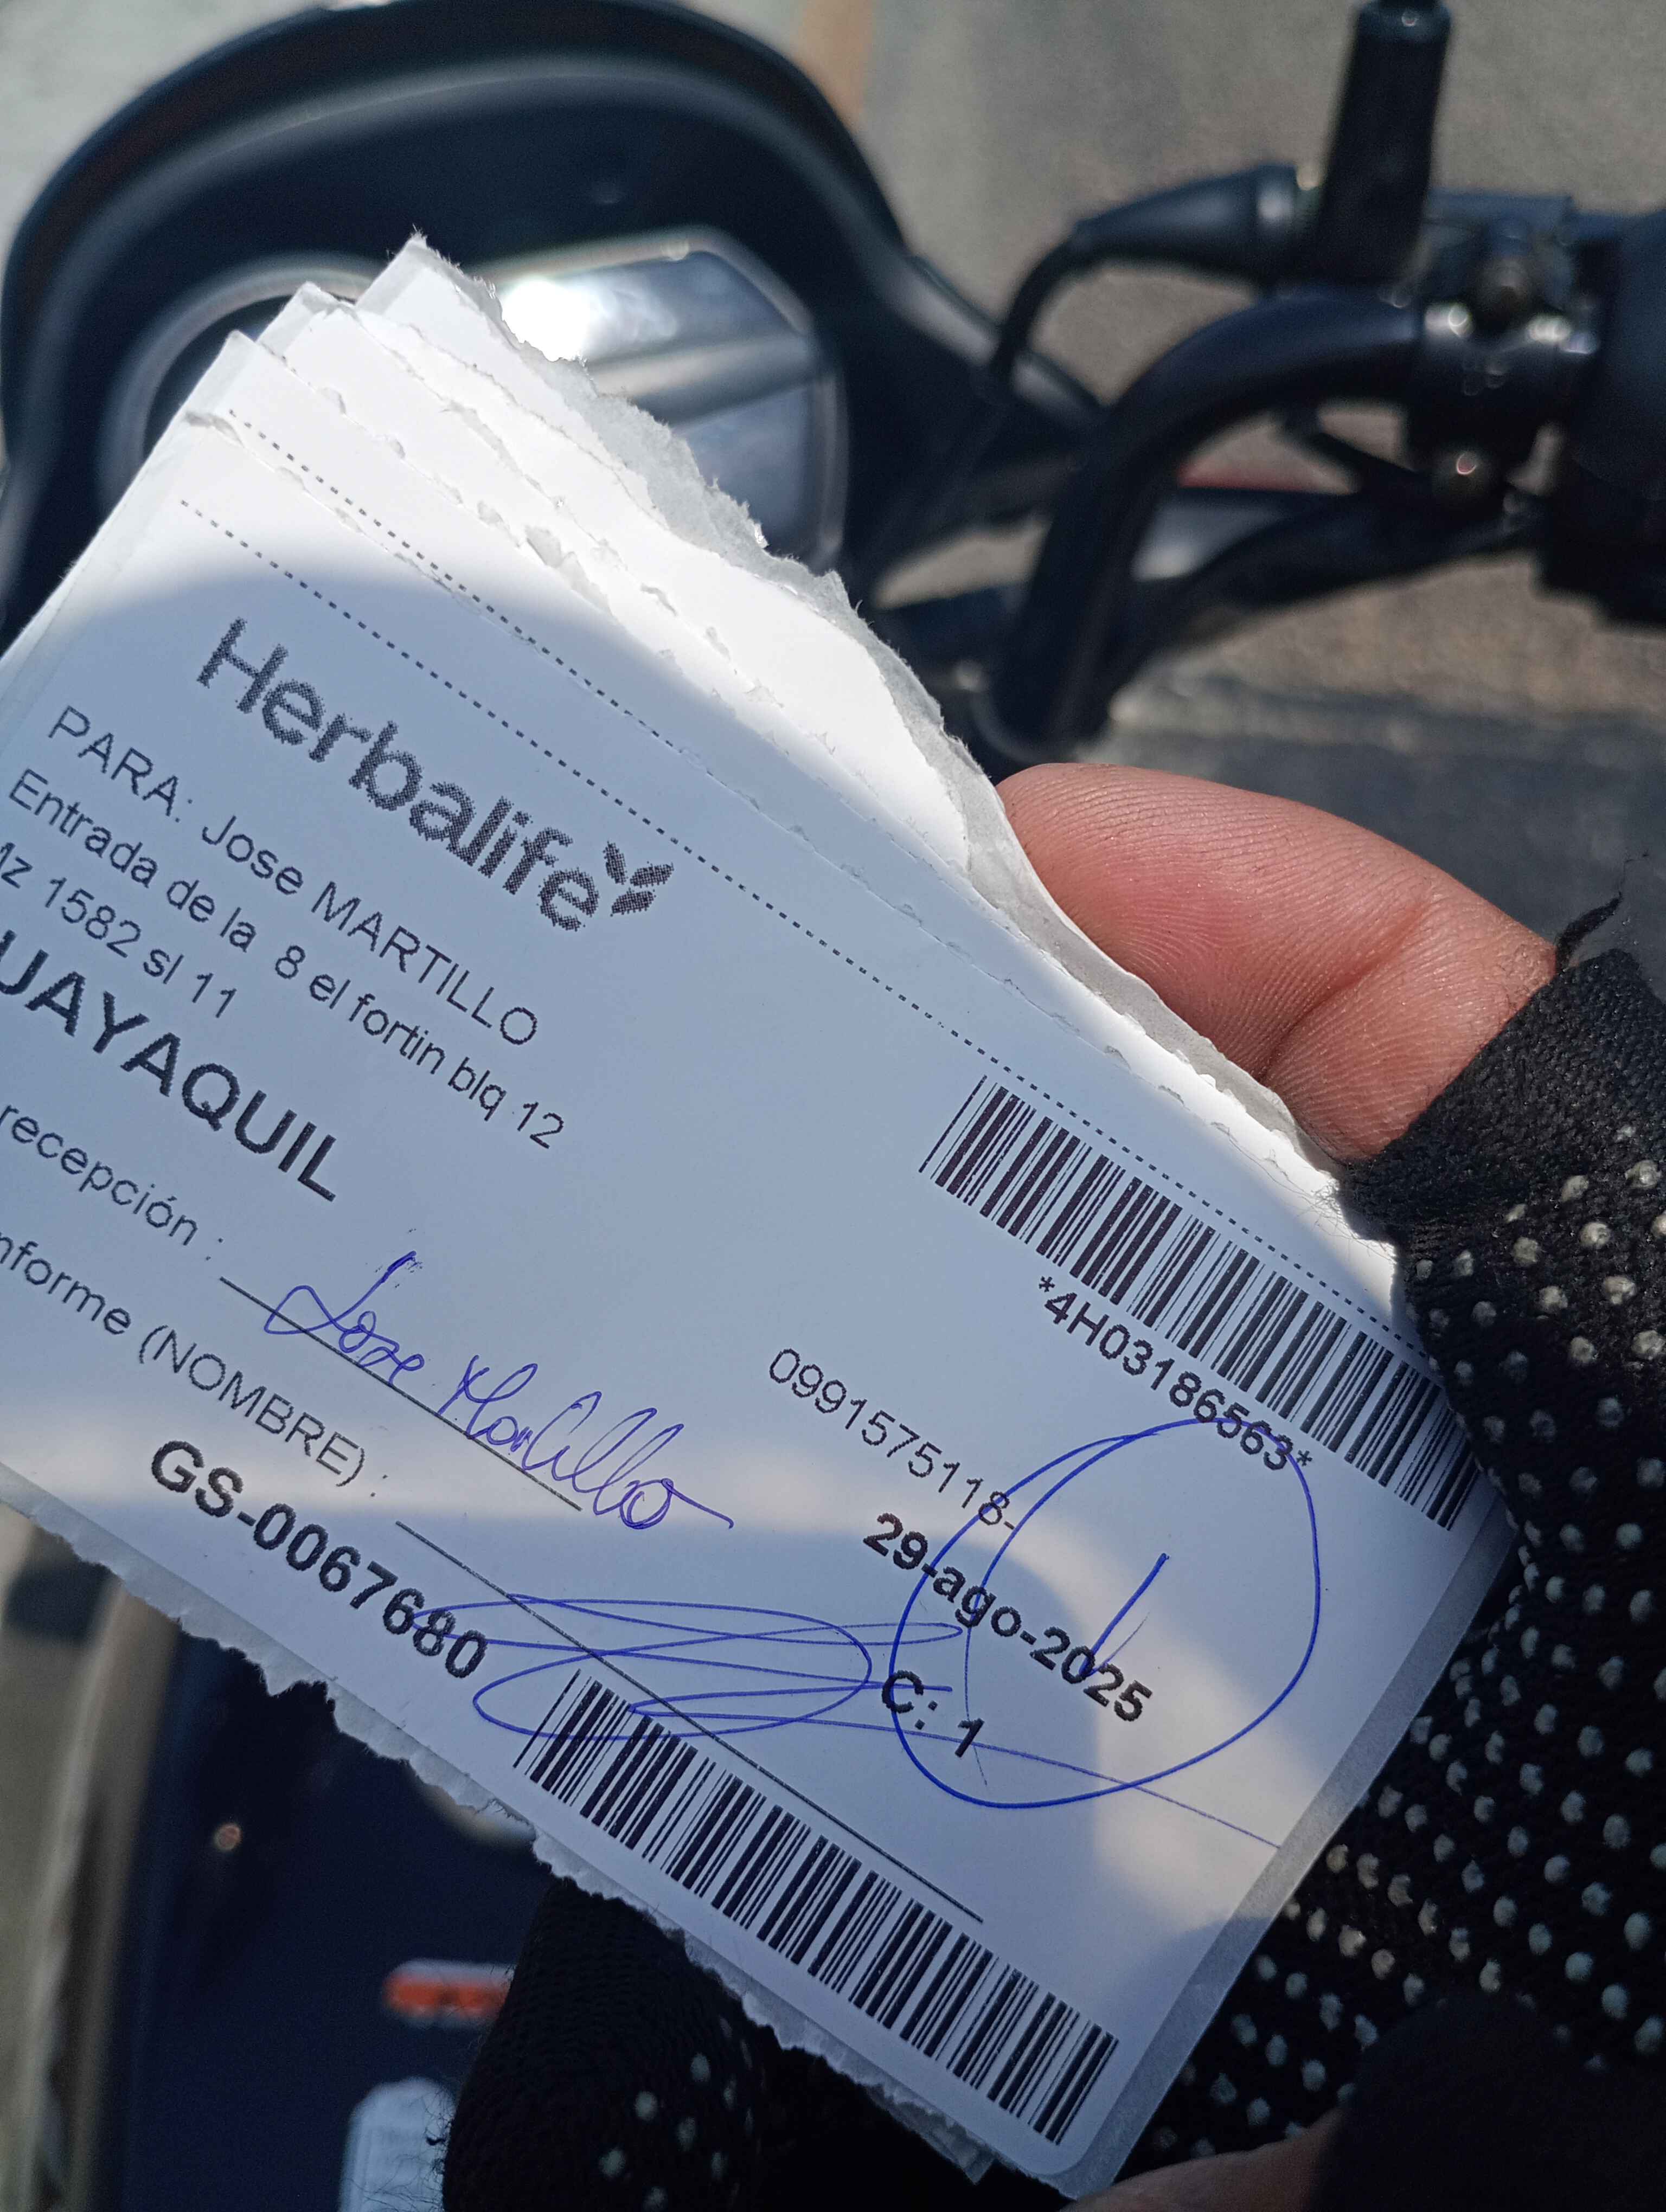 Herbalife
PARA: Jose MARTILLO
Entrada de la 8 el fortin blq 12
Mz 1582 sl 11
UAYAQUIL
recepción :
Jose Martillo
nforme (NOMBRE) :
GS-0067680
*4H03186563*
0991575118-
29-ago-2025
C: 1
1